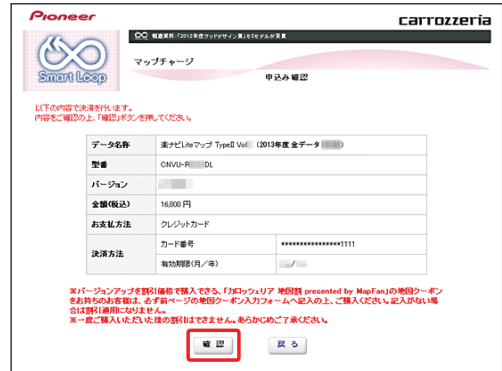 Pioneer
carrozzeria
報道資料:「2012年度グッドデザイン賞」を5モデルが受賞
Smart Loop
マップチャージ
申込み確認
以下の内容で決済を行います。
内容をご確認の上、「確認」ボタンを押してください。
データ名称 楽ナビLiteマップ TypeⅡ Vol (2013年度 全データ )
型番 CNVU-R DL
バージョン
金額(税込) 16,800 円
お支払方法 クレジットカード
決済方法 カード番号 ****************1111
有効期限(月/年) /
※バージョンアップを割引価格で購入できる、「カロッツェリア 地図割 presented by MapFan」の地図クーポン
をお持ちのお客様は、必ず前ページの地図クーポン入力フォームへ記入の上、ご購入ください。記入がない場
合は割引適用になりません。
※一度ご購入いただいた後の割引はできません。あらかじめご了承ください。
確 認
戻 る